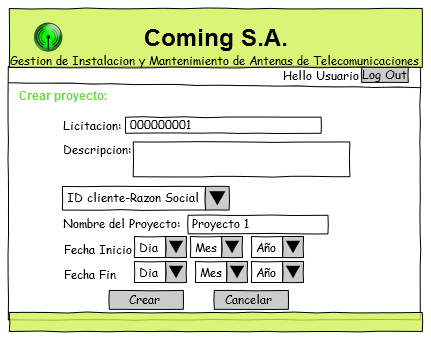 Coming S.A.
Gestion de Instalacion y Mantenimiento de Antenas de Telecomunicaciones
Hello Usuario Log Out
Crear proyecto:
Licitacion: 000000001
Descripcion:
ID cliente-Razon Social
Nombre del Proyecto: Proyecto 1
Fecha Inicio Dia Mes Año
Fecha Fin Dia Mes Año
Crear Cancelar